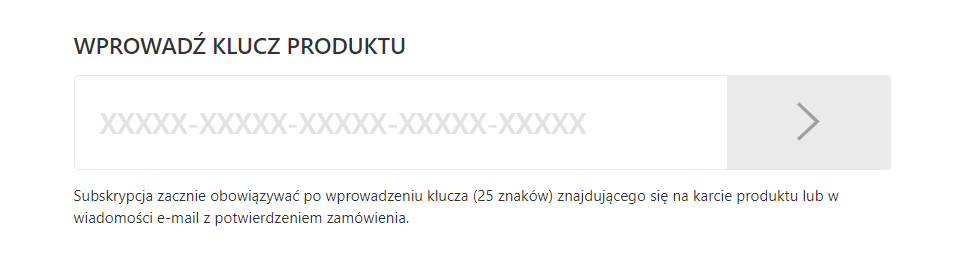 WPROWADŹ KLUCZ PRODUKTU
XXXXX-XXXXX-XXXXX-XXXXX-XXXXX
Subskrypcja zacznie obowiązywać po wprowadzeniu klucza (25 znaków) znajdującego się na karcie produktu lub w
wiadomości e-mail z potwierdzeniem zamówienia.